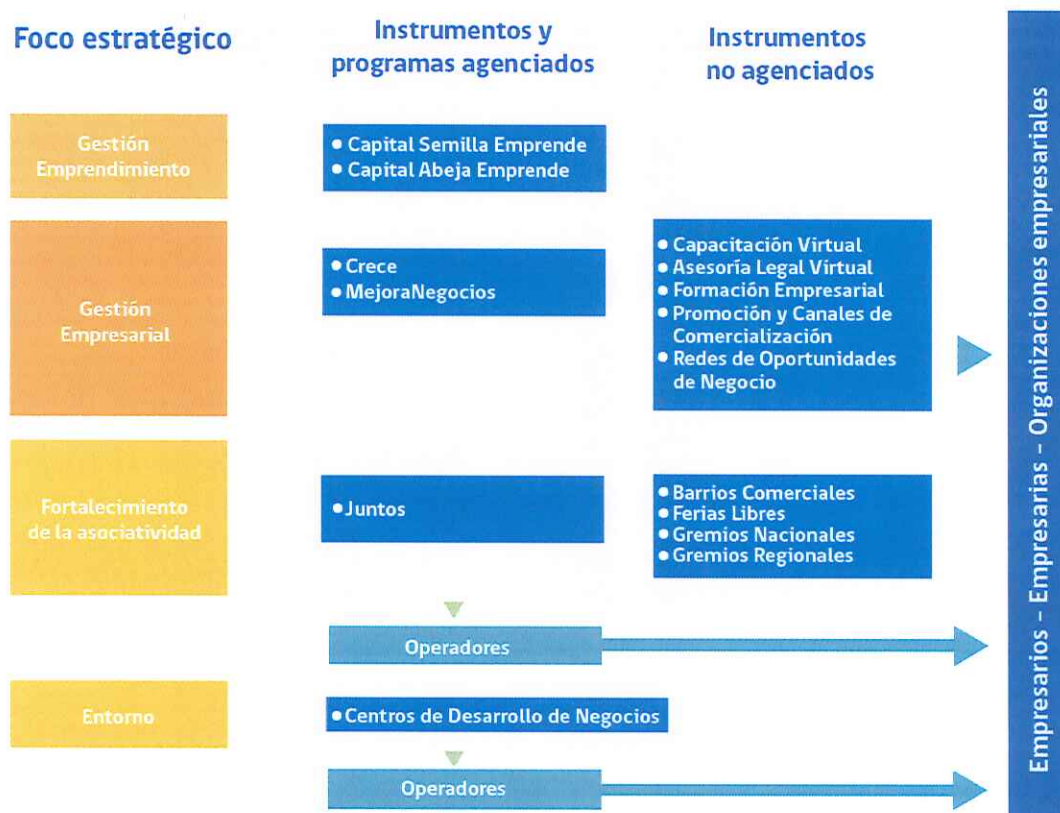 Foco estratégico
Instrumentos y
programas agenciados
Instrumentos
no agenciados
Gestión
Emprendimiento
• Capital Semilla Emprende
• Capital Abeja Emprende
Gestión
Empresarial
• Crece
• MejoraNegocios
• Capacitación Virtual
• Asesoría Legal Virtual
• Formación Empresarial
• Promoción y Canales de
Comercialización
• Redes de Oportunidades
de Negocio
Fortalecimiento
de la asociatividad
• Juntos
• Barrios Comerciales
• Ferias Libres
• Gremios Nacionales
• Gremios Regionales
Operadores
Entorno
• Centros de Desarrollo de Negocios
Operadores
Empresarios – Empresarias – Organizaciones empresariales